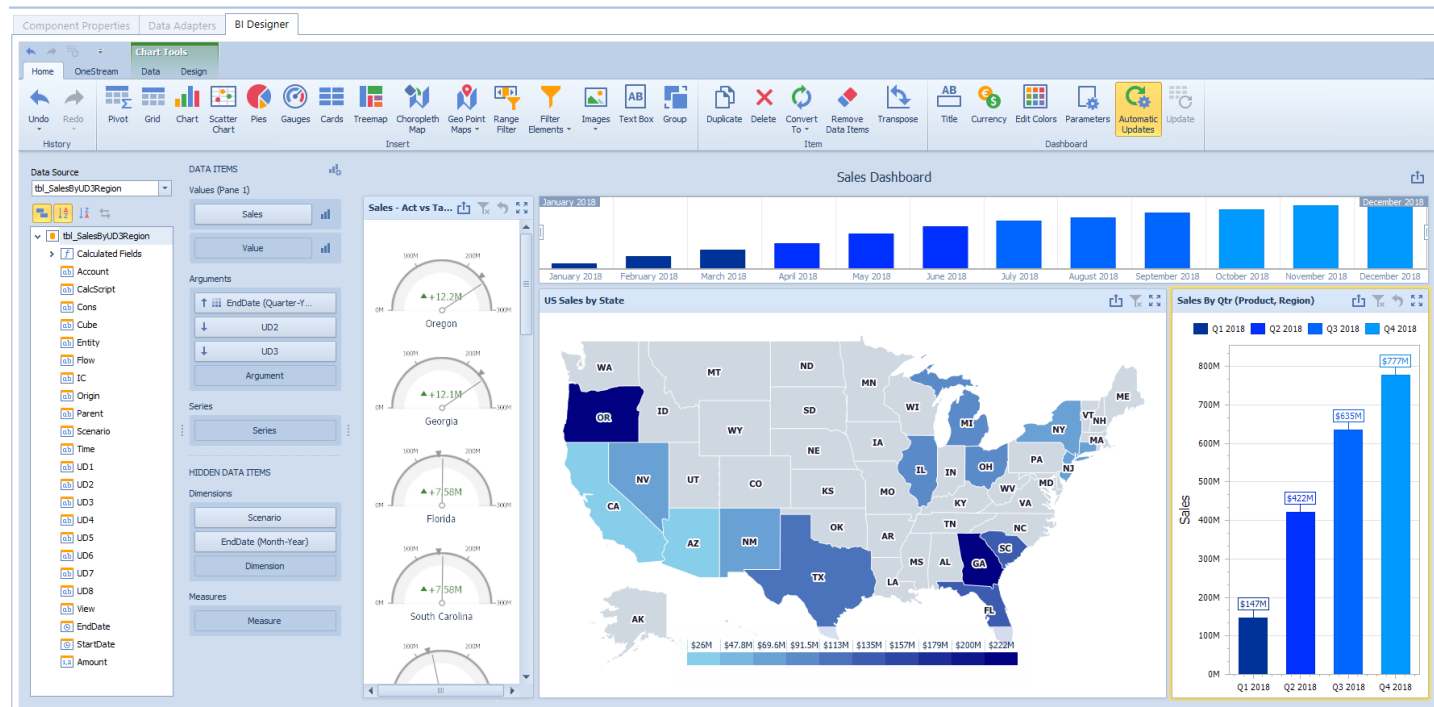 Component Properties Data Adapters BI Designer
Chart Tools
Home OneStream Data Design
Undo Redo Pivot Grid Chart Scatter Chart Pies Gauges Cards Treemap Choropleth Map Geo Point Maps Range Filter Filter Elements Images Text Box Group Duplicate Delete Convert To Remove Data Items Transpose Title Currency Edit Colors Parameters Automatic Updates Update
History Insert Item Dashboard
Data Source
tbl_SalesByUD3Region
tbl_SalesByUD3Region
Calculated Fields
Account
CalcScript
Cons
Cube
Entity
Flow
IC
Origin
Parent
Scenario
Time
UD1
UD2
UD3
UD4
UD5
UD6
UD7
UD8
View
EndDate
StartDate
Amount
DATA ITEMS
Values (Pane 1)
Sales
Value
Arguments
EndDate (Quarter-Y...
UD2
UD3
Argument
Series
Series
HIDDEN DATA ITEMS
Dimensions
Scenario
EndDate (Month-Year)
Dimension
Measures
Measure
Sales Dashboard
Sales - Act vs Ta...
100M 200M
+12.2M
0M 300M
Oregon
100M 200M
+12.1M
0M 300M
Georgia
100M 200M
+7.58M
0M 300M
Florida
100M 200M
+7.58M
0M 300M
South Carolina
100M 200M
January 2018 December 2018
January 2018 February 2018 March 2018 April 2018 May 2018 June 2018 July 2018 August 2018 September 2018 October 2018 November 2018 December 2018
US Sales by State
WA MT ND MN ME
OR ID SD WI MI VT NH
WY NY MA
NE IA PA NJ
NV UT CO IL IN OH MD
CA KS MO WV VA
KY
AZ NM OK AR TN NC
SC
TX MS AL GA
LA
AK FL
$26M $47.8M $69.6M $91.5M $113M $135M $157M $179M $200M $222M
Sales By Qtr (Product, Region)
Q1 2018 Q2 2018 Q3 2018 Q4 2018
Sales
800M
700M
600M
500M
400M
300M
200M
100M
0M
$147M
$422M
$635M
$777M
Q1 2018 Q2 2018 Q3 2018 Q4 2018